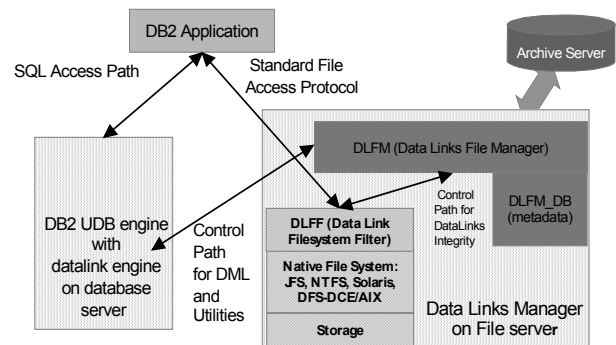 DB2 Application
Archive Server
SQL Access Path
Standard File
Access Protocol
DLFM (Data Links File Manager)
DLFM_DB
(metadata)
Control
Path for
DataLinks
Integrity
DB2 UDB engine
with
datalink engine
on database
server
Control
Path
for DML
and
Utilities
DLFF (Data Link
Filesystem Filter)
Native File System:
JFS, NTFS, Solaris,
DFS-DCE/AIX
Storage
Data Links Manager
on File server